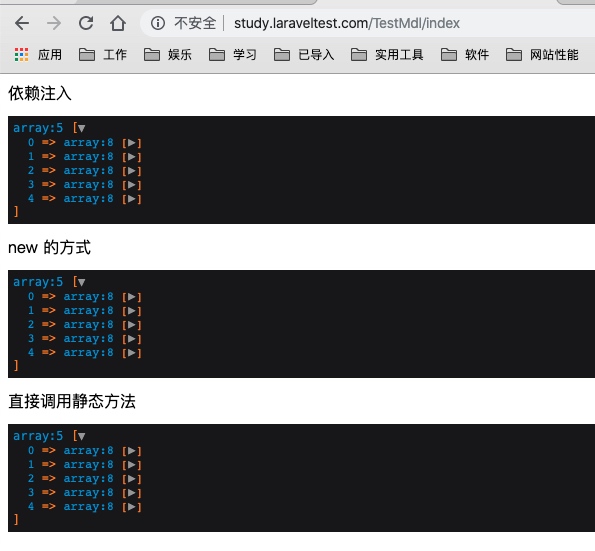 不安全 study.laraveltest.com/TestMdl/index
应用 工作 娱乐 学习 已导入 实用工具 软件 网站性能
依赖注入
array:5 [▼
0 => array:8 [▶]
1 => array:8 [▶]
2 => array:8 [▶]
3 => array:8 [▶]
4 => array:8 [▶]
]
new 的方式
array:5 [▼
0 => array:8 [▶]
1 => array:8 [▶]
2 => array:8 [▶]
3 => array:8 [▶]
4 => array:8 [▶]
]
直接调用静态方法
array:5 [▼
0 => array:8 [▶]
1 => array:8 [▶]
2 => array:8 [▶]
3 => array:8 [▶]
4 => array:8 [▶]
]